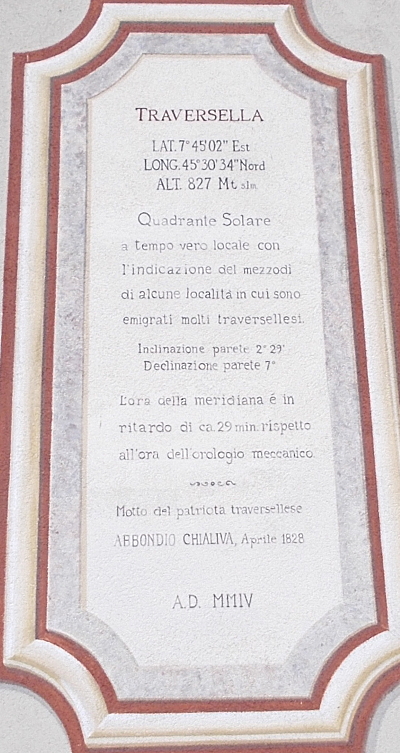 TRAVERSELLA
LAT. 7°45'02" Est
LONG. 45°30'34" Nord
ALT. 827 Mt slm
Quadrante Solare
a tempo vero locale con
l'indicazione del mezzodì
di alcune località in cui sono
emigrati molti traversellesi.
Inclinazione parete 2°29'
Declinazione parete 7°
L'ora della meridiana é in
ritardo di ca. 29 min. rispetto
all'ora dell'orologio meccanico.
Motto del patriota traversellese
ABBONDIO CHIALIVA, Aprile 1828
A.D. MMIV